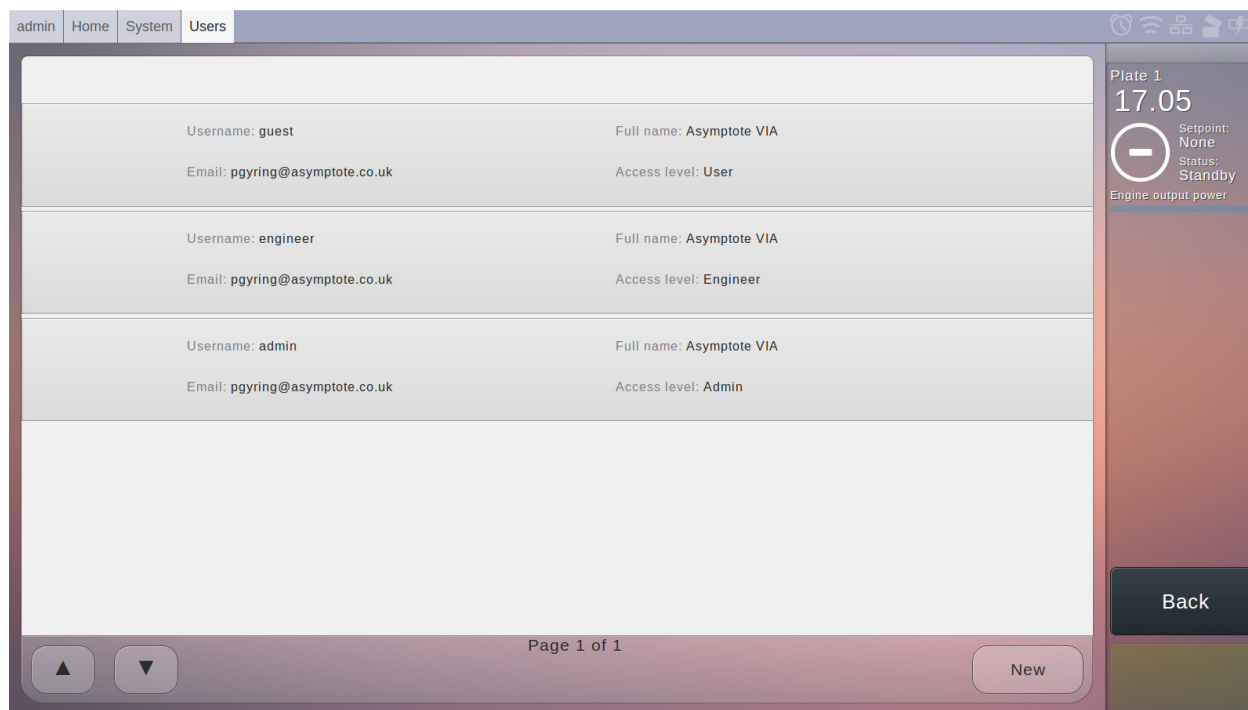 admin Home System Users
Username: guest Full name: Asymptote VIA
Email: pgyring@asymptote.co.uk Access level: User
Username: engineer Full name: Asymptote VIA
Email: pgyring@asymptote.co.uk Access level: Engineer
Username: admin Full name: Asymptote VIA
Email: pgyring@asymptote.co.uk Access level: Admin
Page 1 of 1
New
Plate 1
17.05
Setpoint:
None
Status:
Standby
Engine output power
Back